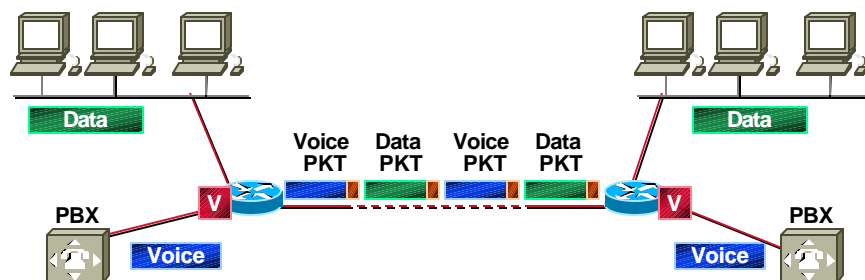 Data
Data
Voice
PKT
Data
PKT
Voice
PKT
Data
PKT
V
V
PBX
PBX
Voice
Voice